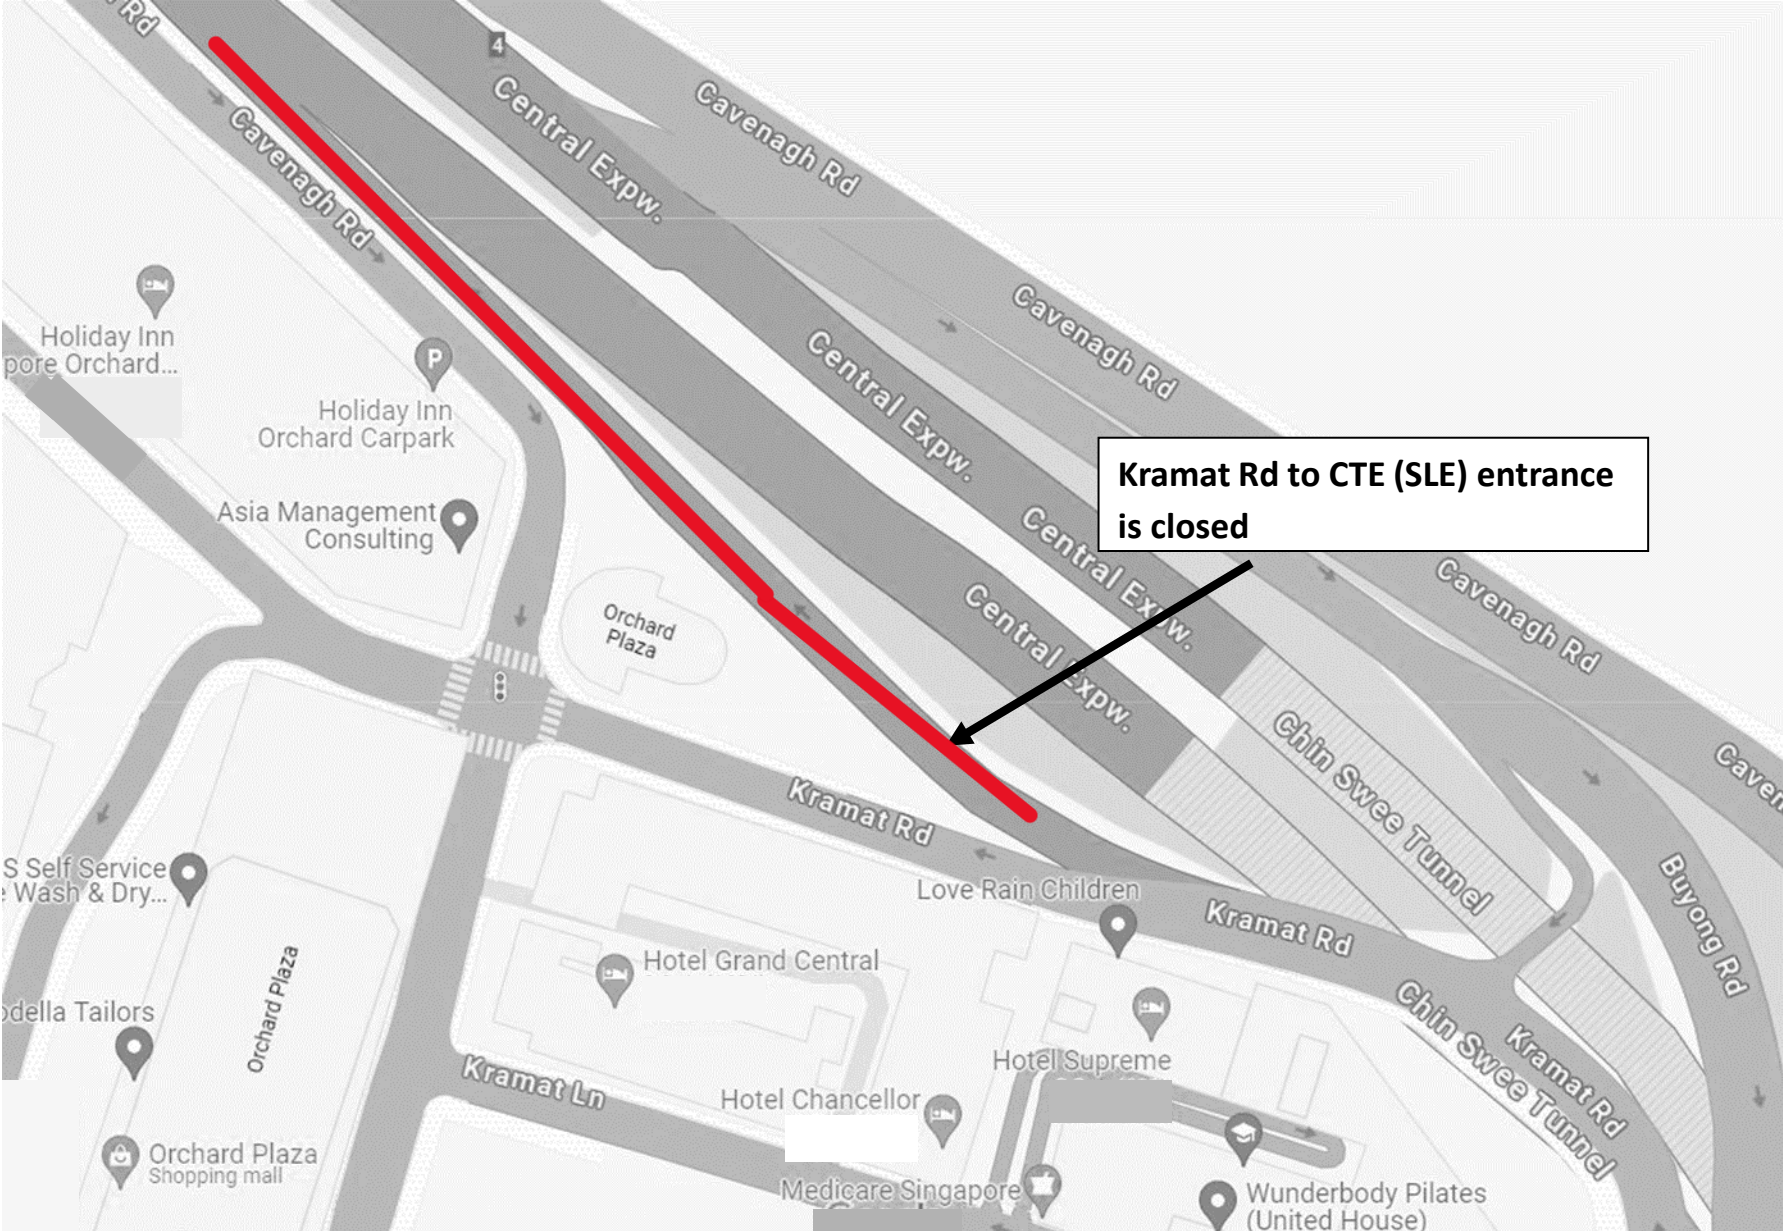 Rd
4
Central Expw.
Cavenagh Rd
Cavenagh Rd
Cavenagh Rd
Holiday Inn
pore Orchard...
P
Holiday Inn
Orchard Carpark
Central Expw.
Kramat Rd to CTE (SLE) entrance
is closed
Asia Management
Consulting
Central Expw.
Cavenagh Rd
Orchard
Plaza
Central Expw.
Chin Swee Tunnel
Caven
Kramat Rd
S Self Service
Wash & Dry...
Love Rain Children
Kramat Rd
Buyong Rd
Hotel Grand Central
Orchard Plaza
odella Tailors
Chin Swee Tunnel
Kramat Rd
Hotel Supreme
Kramat Ln
Hotel Chancellor
Orchard Plaza
Shopping mall
Medicare Singapore
Wunderbody Pilates
(United House)